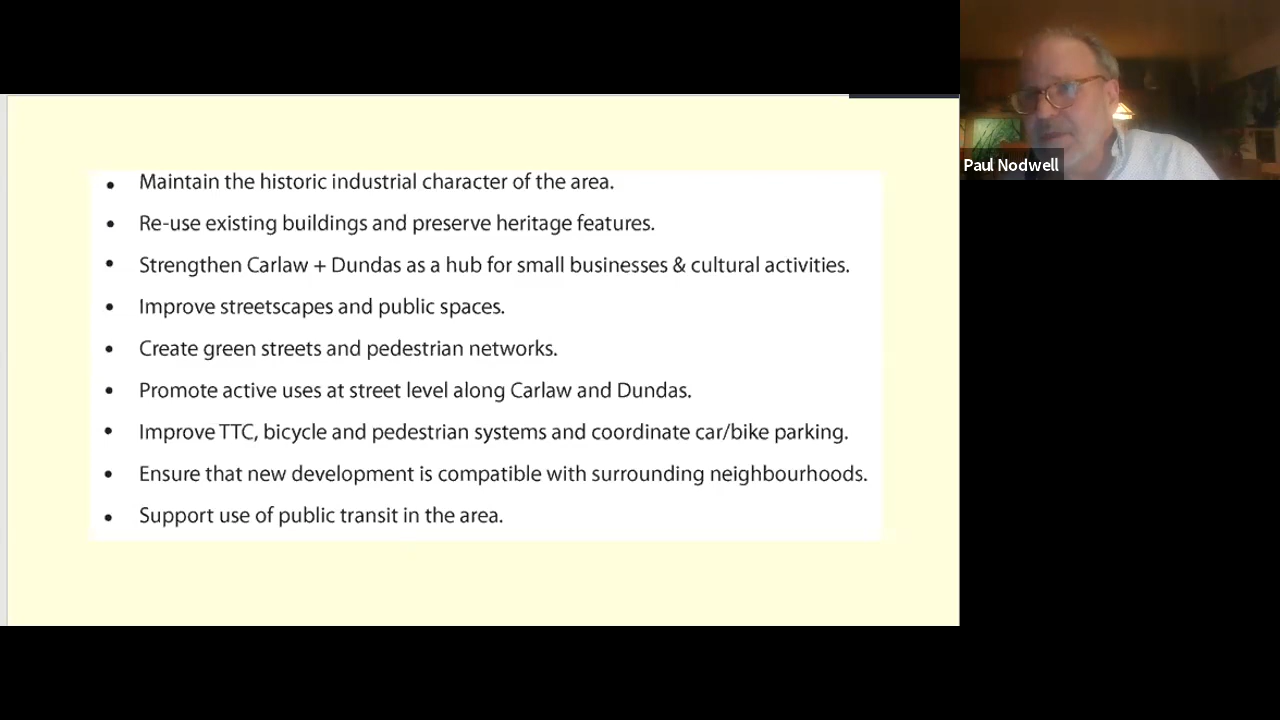 • Maintain the historic industrial character of the area.
• Re-use existing buildings and preserve heritage features.
• Strengthen Carlaw + Dundas as a hub for small businesses & cultural activities.
• Improve streetscapes and public spaces.
• Create green streets and pedestrian networks.
• Promote active uses at street level along Carlaw and Dundas.
• Improve TTC, bicycle and pedestrian systems and coordinate car/bike parking.
• Ensure that new development is compatible with surrounding neighbourhoods.
• Support use of public transit in the area.
Paul Nodwell